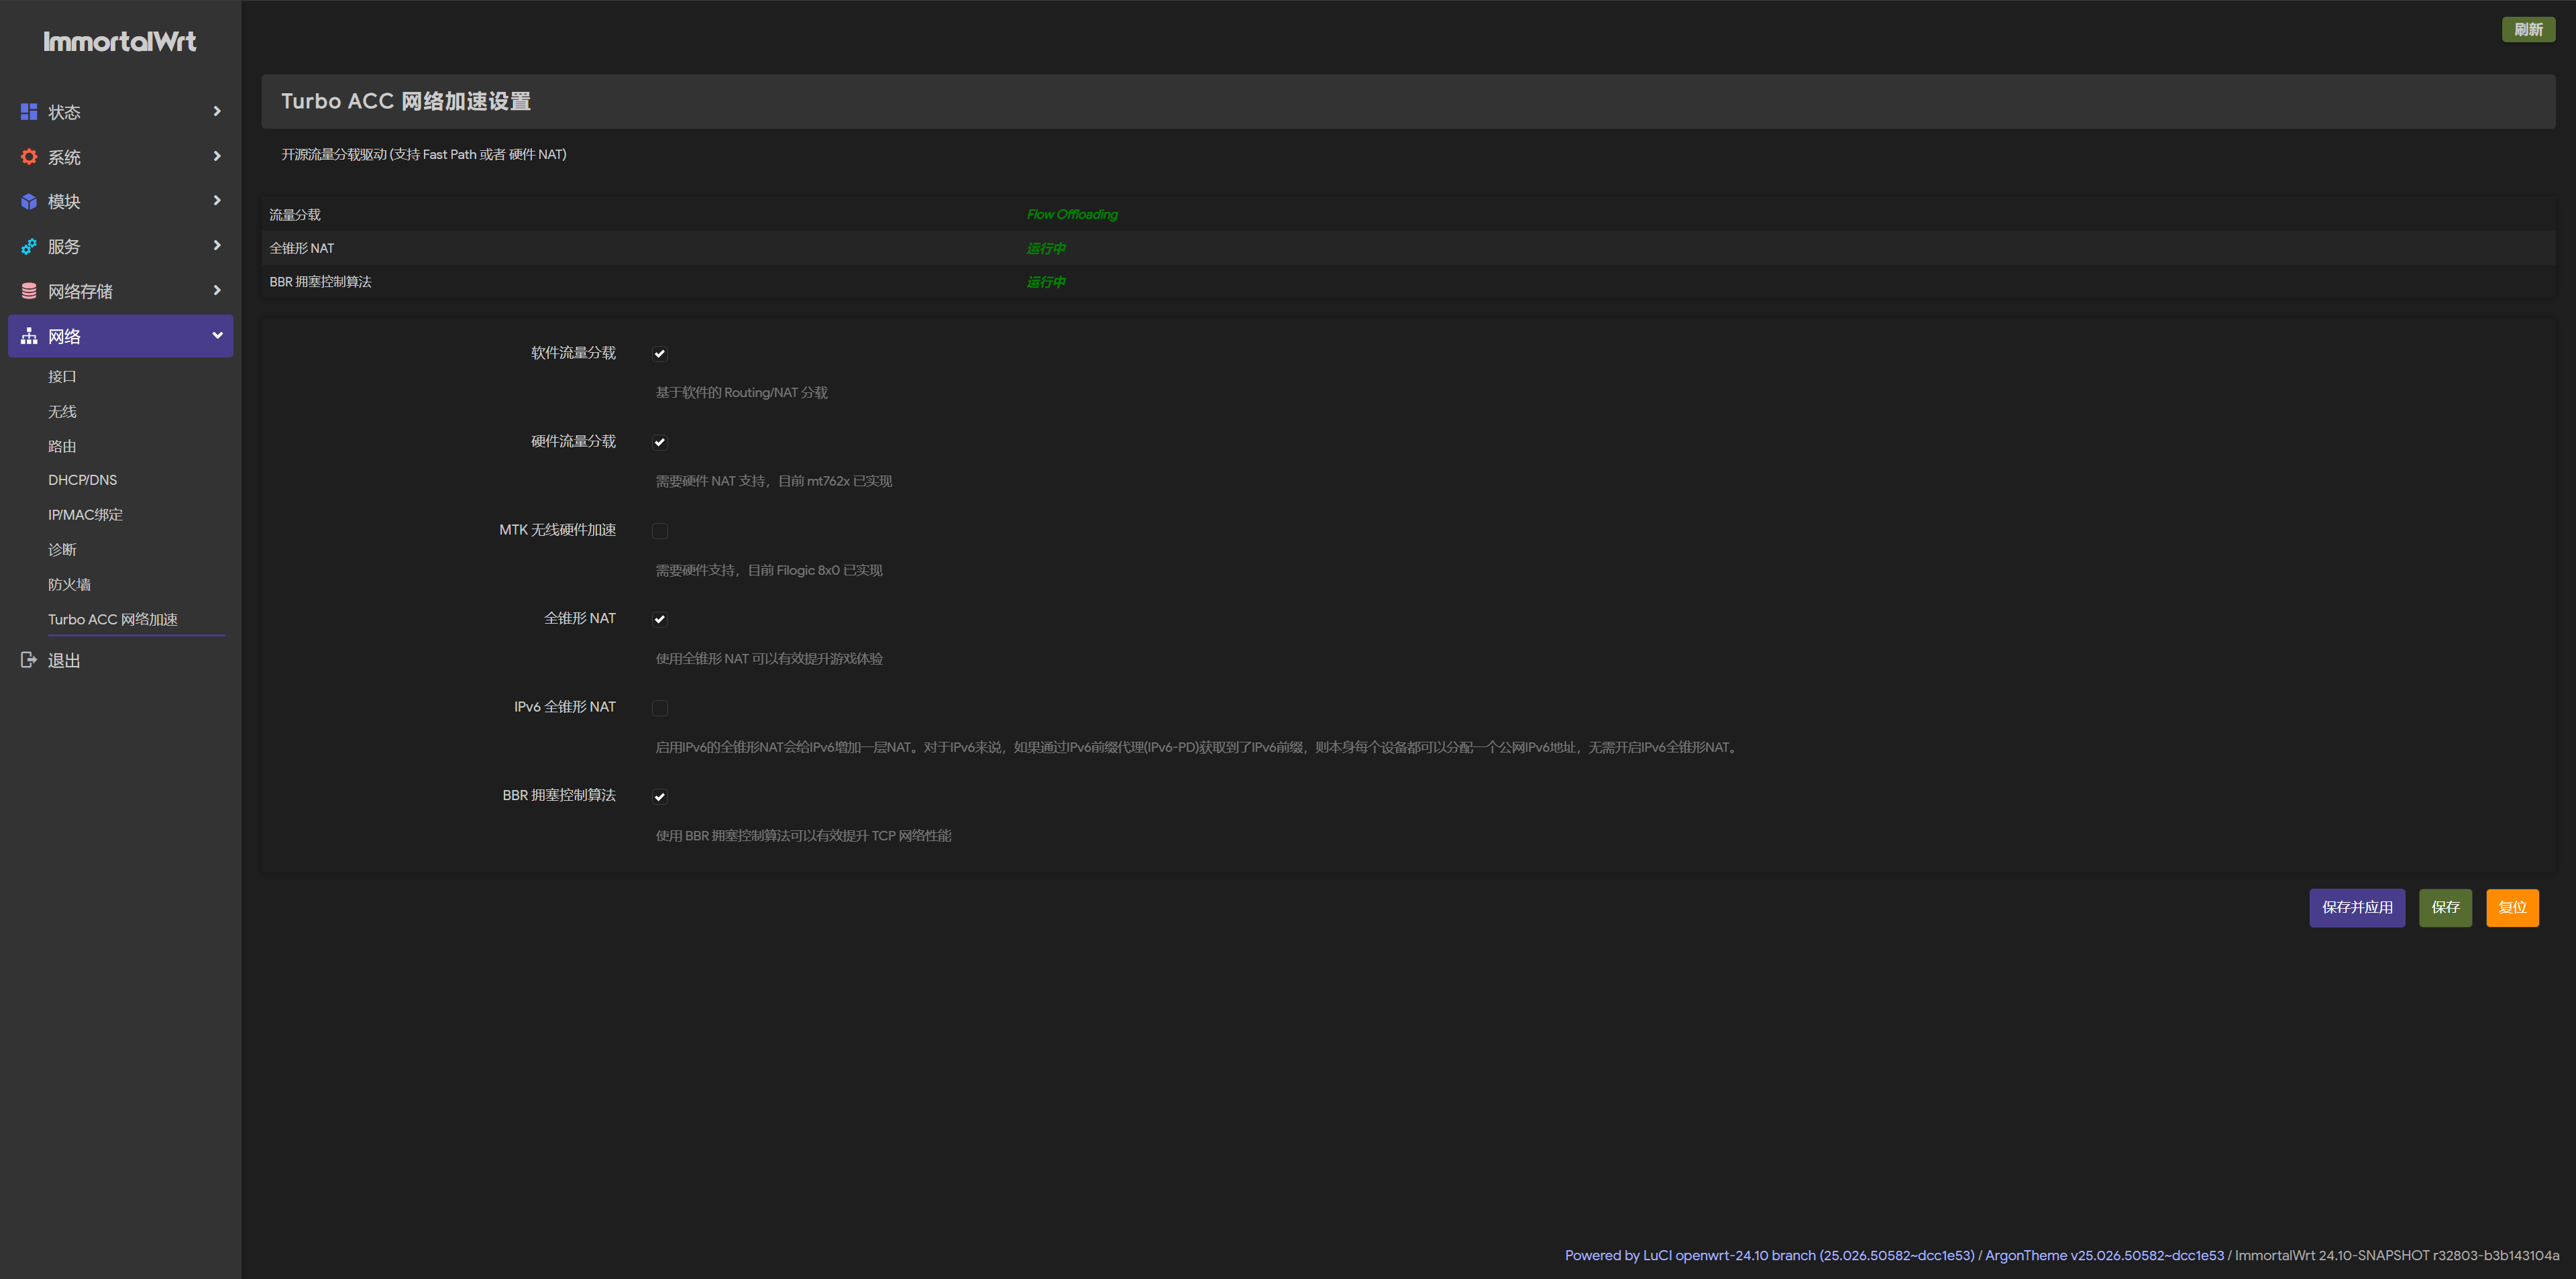 ImmortalWrt
状态
系统
模块
服务
网络存储
网络
接口
无线
路由
DHCP/DNS
IP/MAC绑定
诊断
防火墙
Turbo ACC 网络加速
退出
刷新
Turbo ACC 网络加速设置
开源流量分载驱动 (支持 Fast Path 或者 硬件 NAT)
流量分载 Flow Offloading
全锥形 NAT 运行中
BBR 拥塞控制算法 运行中
软件流量分载
基于软件的 Routing/NAT 分载
硬件流量分载
需要硬件 NAT 支持，目前 mt762x 已实现
MTK 无线硬件加速
需要硬件支持，目前 Filogic 8x0 已实现
全锥形 NAT
使用全锥形 NAT 可以有效提升游戏体验
IPv6 全锥形 NAT
启用IPv6的全锥形NAT会给IPv6增加一层NAT。对于IPv6来说，如果通过IPv6前缀代理(IPv6-PD)获取到了IPv6前缀，则本身每个设备都可以分配一个公网IPv6地址，无需开启IPv6全锥形NAT。
BBR 拥塞控制算法
使用 BBR 拥塞控制算法可以有效提升 TCP 网络性能
保存并应用 保存 复位
Powered by LuCI openwrt-24.10 branch (25.026.50582~dcc1e53) / ArgonTheme v25.026.50582~dcc1e53 / ImmortalWrt 24.10-SNAPSHOT r32803-b3b143104a